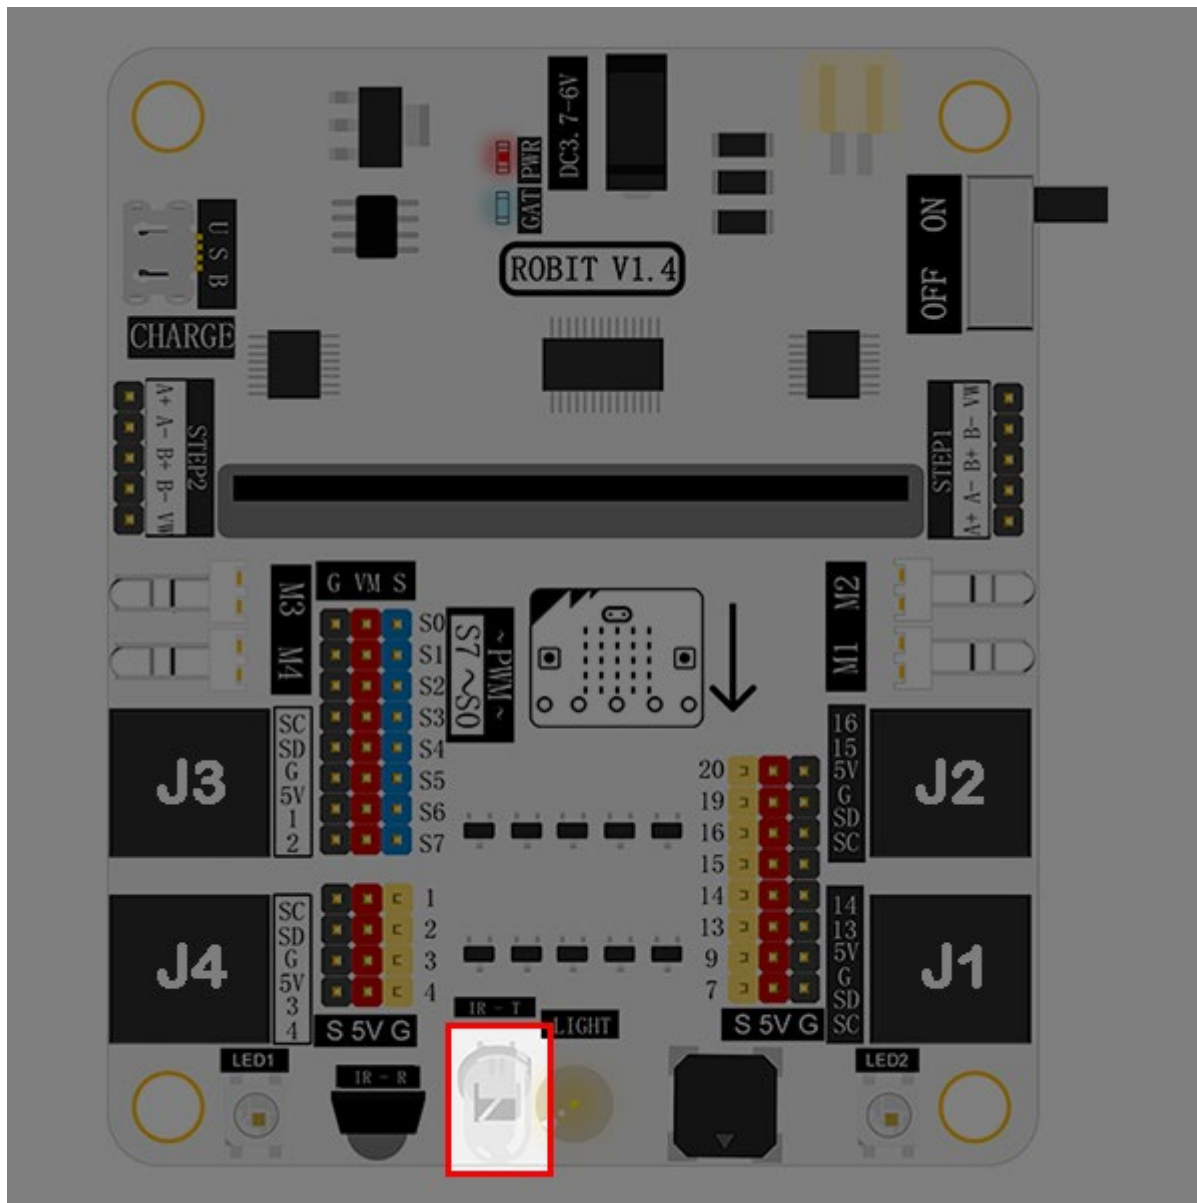 DC3.7-6V
PWR
GAT
ON
OFF
USB
ROBIT V1.4
CHARGE
A+ A- B+ B- VW
STEP2
STEP1
A+ A- B+ B- VW
M3
M4
G VM S
S0
S1
S2
S3
S4
S5
S6
S7
~PWM~
S7~S0
M2
M1
J3
SC
SD
G
5V
1
2
16
15
5V
G
SD
SC
J2
20
19
16
15
14
13
9
7
J4
SC
SD
G
5V
3
4
1
2
3
4
14
13
5V
G
SD
SC
J1
S 5V G
IR - T
LIGHT
S 5V G
LED1
IR - R
LED2